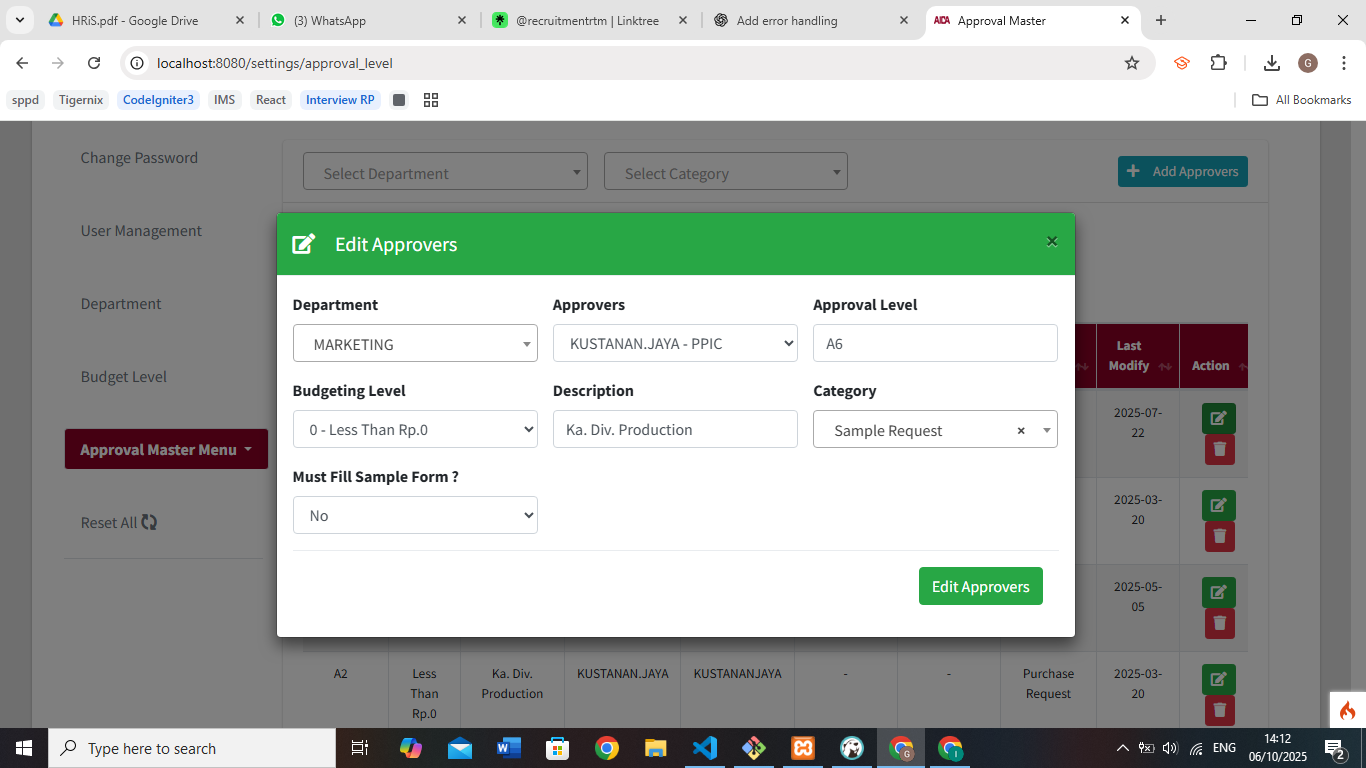 HRiS.pdf - Google Drive
(3) WhatsApp
@recruitmentrtm | Linktree
Add error handling
AICA Approval Master
localhost:8080/settings/approval_level
G
sppd
Tigernix
CodeIgniter3
IMS
React
Interview RP
All Bookmarks
Change Password
User Management
Department
Budget Level
Approval Master Menu
Reset All
Select Department
Select Category
Add Approvers
Edit Approvers
×
Department
Approvers
Approval Level
MARKETING
KUSTANAN.JAYA - PPIC
A6
Budgeting Level
Description
Category
0 - Less Than Rp.0
Ka. Div. Production
Sample Request ×
Must Fill Sample Form ?
No
Edit Approvers
Last
Modify
Action
2025-07-
22
2025-03-
20
2025-05-
05
A2
Less
Than
Rp.0
Ka. Div.
Production
KUSTANAN.JAYA
KUSTANANJAYA
-
-
Purchase
Request
2025-03-
20
Type here to search
ENG
14:12
06/10/2025
2